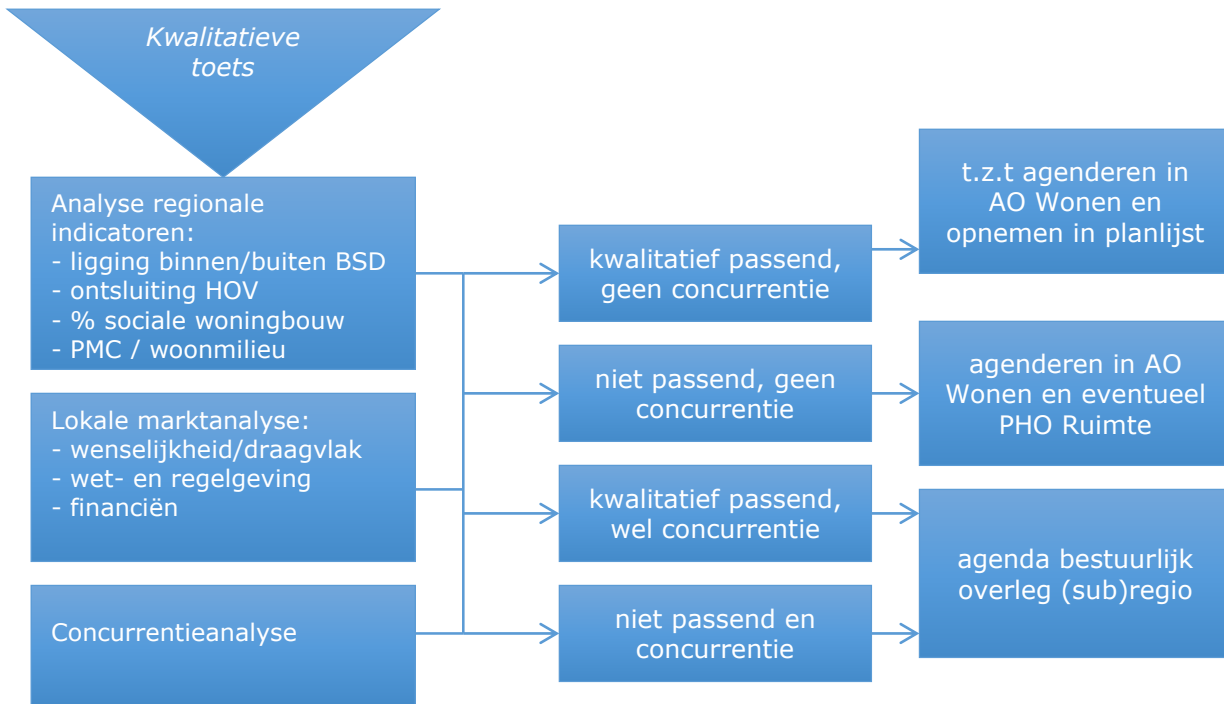 Kwalitatieve
toets
Analyse regionale
indicatoren:
- ligging binnen/buiten BSD
- ontsluiting HOV
- % sociale woningbouw
- PMC / woonmilieu
Lokale marktanalyse:
- wenselijkheid/draagvlak
- wet- en regelgeving
- financiën
Concurrentieanalyse
kwalitatief passend,
geen concurrentie
niet passend, geen
concurrentie
kwalitatief passend,
wel concurrentie
niet passend en
concurrentie
t.z.t agenderen in
AO Wonen en
opnemen in planlijst
agenderen in AO
Wonen en eventueel
PHO Ruimte
agenda bestuurlijk
overleg (sub)regio